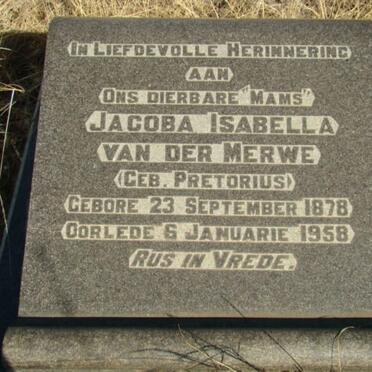 IN LIEFDEVOLLE HERINNERING
AAN
ONS DIERBARE "MAMS"
JACOBA ISABELLA
VAN DER MERWE
(GEB. PRETORIUS)
GEBORE 23 SEPTEMBER 1878
OORLEDE 6 JANUARIE 1958
RUS IN VREDE.